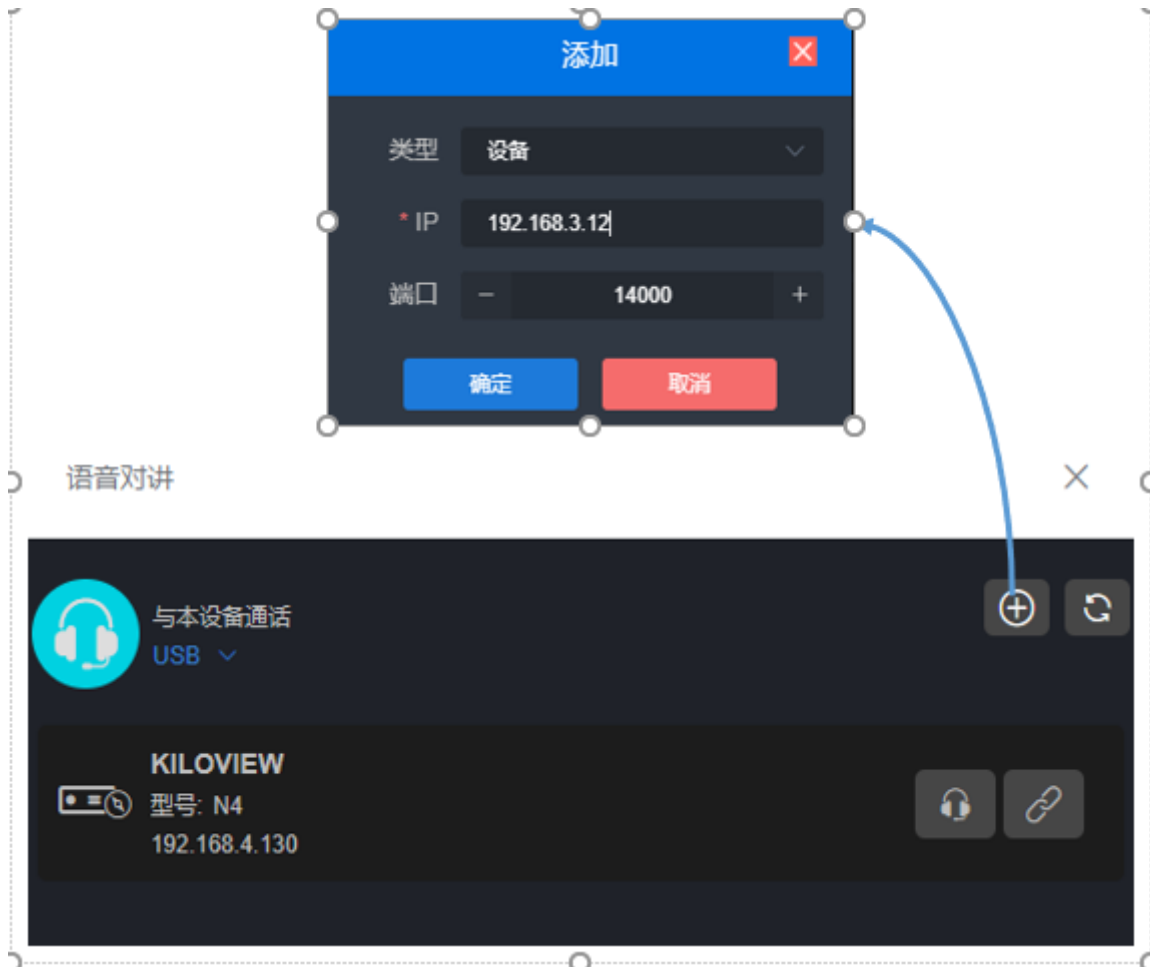 添加
类型 设备
* IP 192.168.3.12
端口 − 14000 +
确定 取消
语音对讲
与本设备通话
USB
KILOVIEW
型号: N4
192.168.4.130